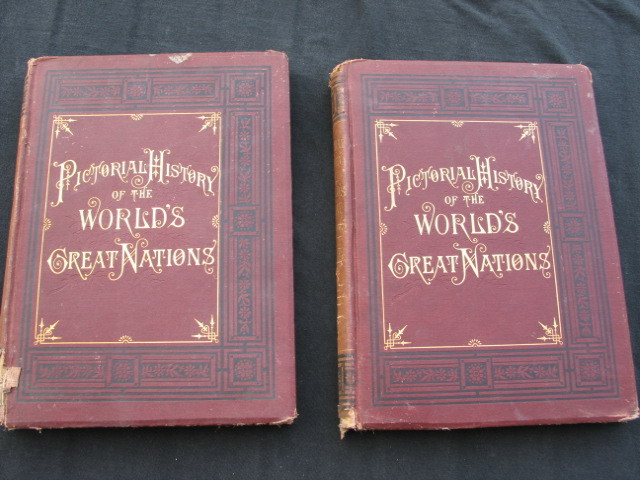 PICTORIAL HISTORY
OF THE
WORLD'S
GREAT NATIONS
PICTORIAL HISTORY
OF THE
WORLD'S
GREAT NATIONS